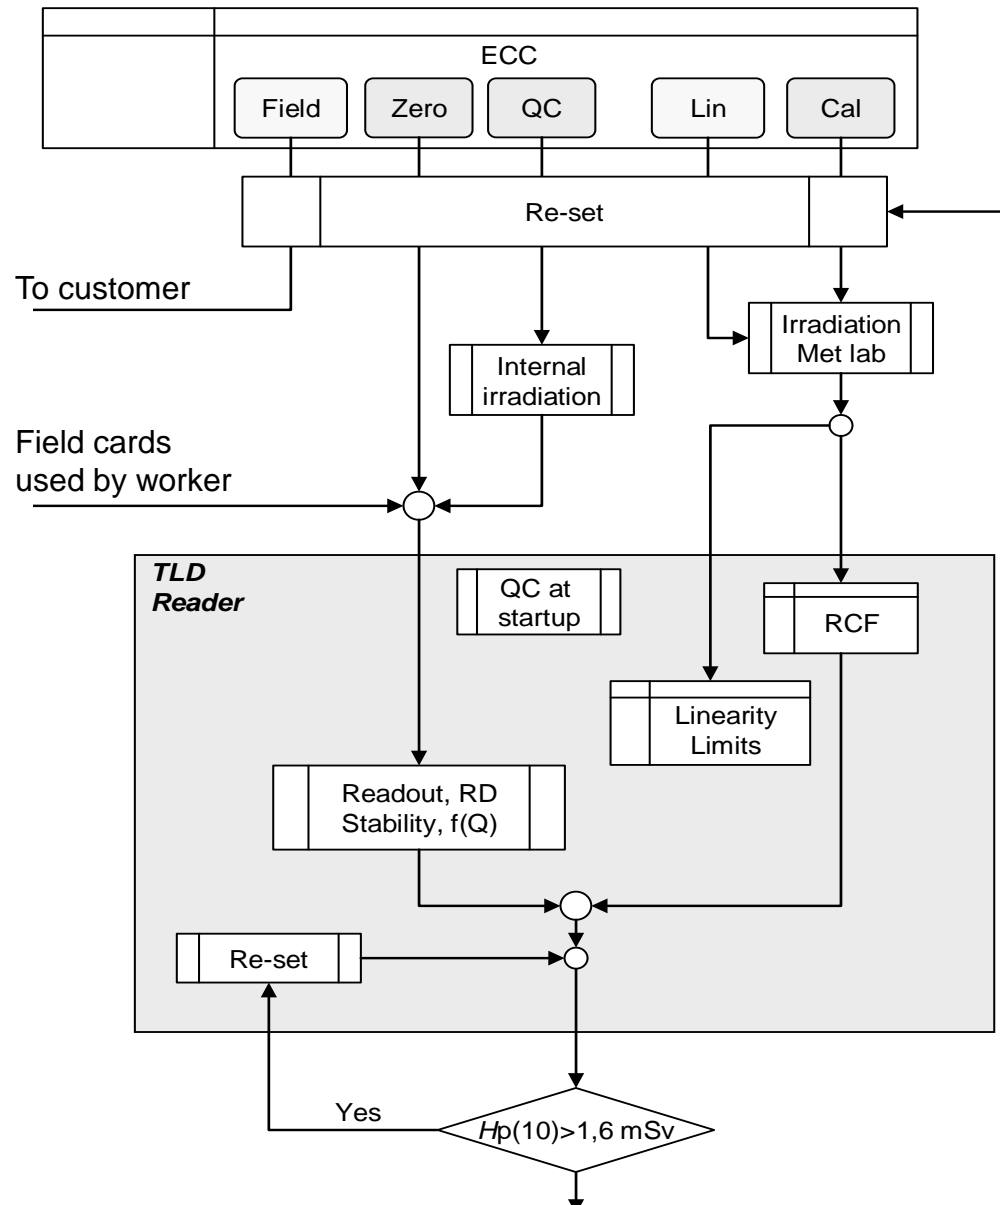 ECC
Field
Zero
QC
Lin
Cal
Re-set
To customer
Irradiation
Met lab
Internal
irradiation
Field cards
used by worker
TLD
Reader
QC at
startup
RCF
Linearity
Limits
Readout, RD
Stability, f(Q)
Re-set
Yes
Hp(10)>1,6 mSv